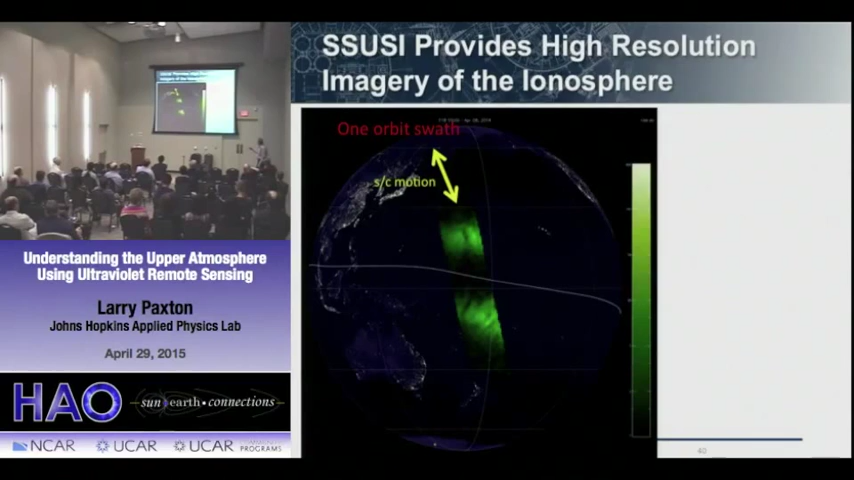 SSUSI Provides High Resolution
Imagery of the Ionosphere
One orbit swath
s/c motion
Understanding the Upper Atmosphere
Using Ultraviolet Remote Sensing
Larry Paxton
Johns Hopkins Applied Physics Lab
April 29, 2015
HAO
sun earth • connections
NCAR
UCAR
UCAR
PROGRAMS
40